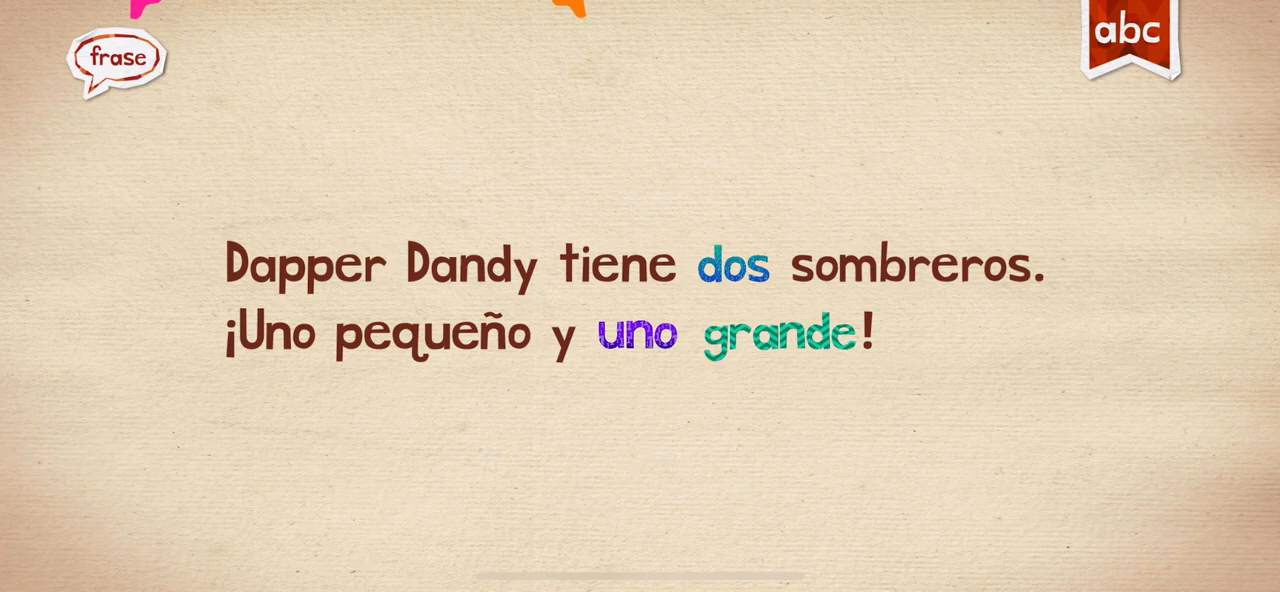 frase
abc
Dapper Dandy tiene dos sombreros.
¡Uno pequeño y uno grande!